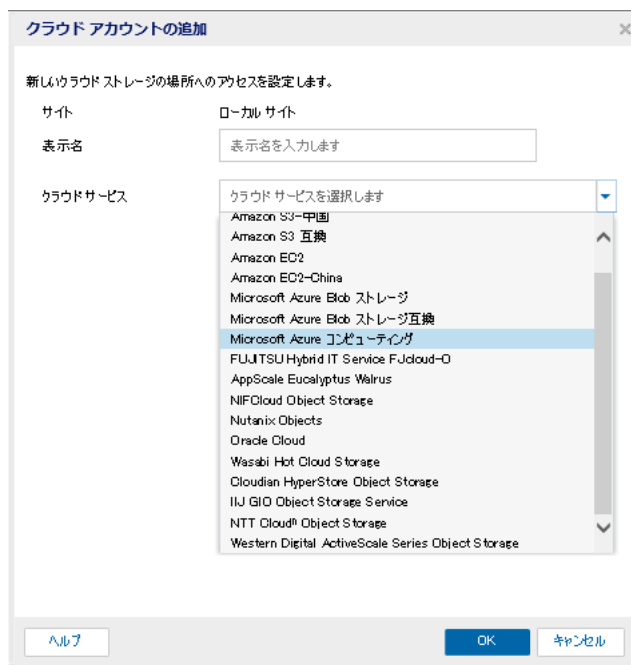 クラウド アカウントの追加
新しいクラウド ストレージの場所へのアクセスを設定します。
サイト ローカル サイト
表示名 表示名を入力します
クラウド サービス クラウド サービスを選択します
Amazon S3-中国
Amazon S3 互換
Amazon EC2
Amazon EC2-China
Microsoft Azure Blob ストレージ
Microsoft Azure Blob ストレージ互換
Microsoft Azure コンピューティング
FUJITSU Hybrid IT Service FJcloud-O
AppScale Eucalyptus Walrus
NIFCloud Object Storage
Nutanix Objects
Oracle Cloud
Wasabi Hot Cloud Storage
Cloudian HyperStore Object Storage
IIJ GIO Object Storage Service
NTT Cloudⁿ Object Storage
Western Digital ActiveScale Series Object Storage
ヘルプ OK キャンセル